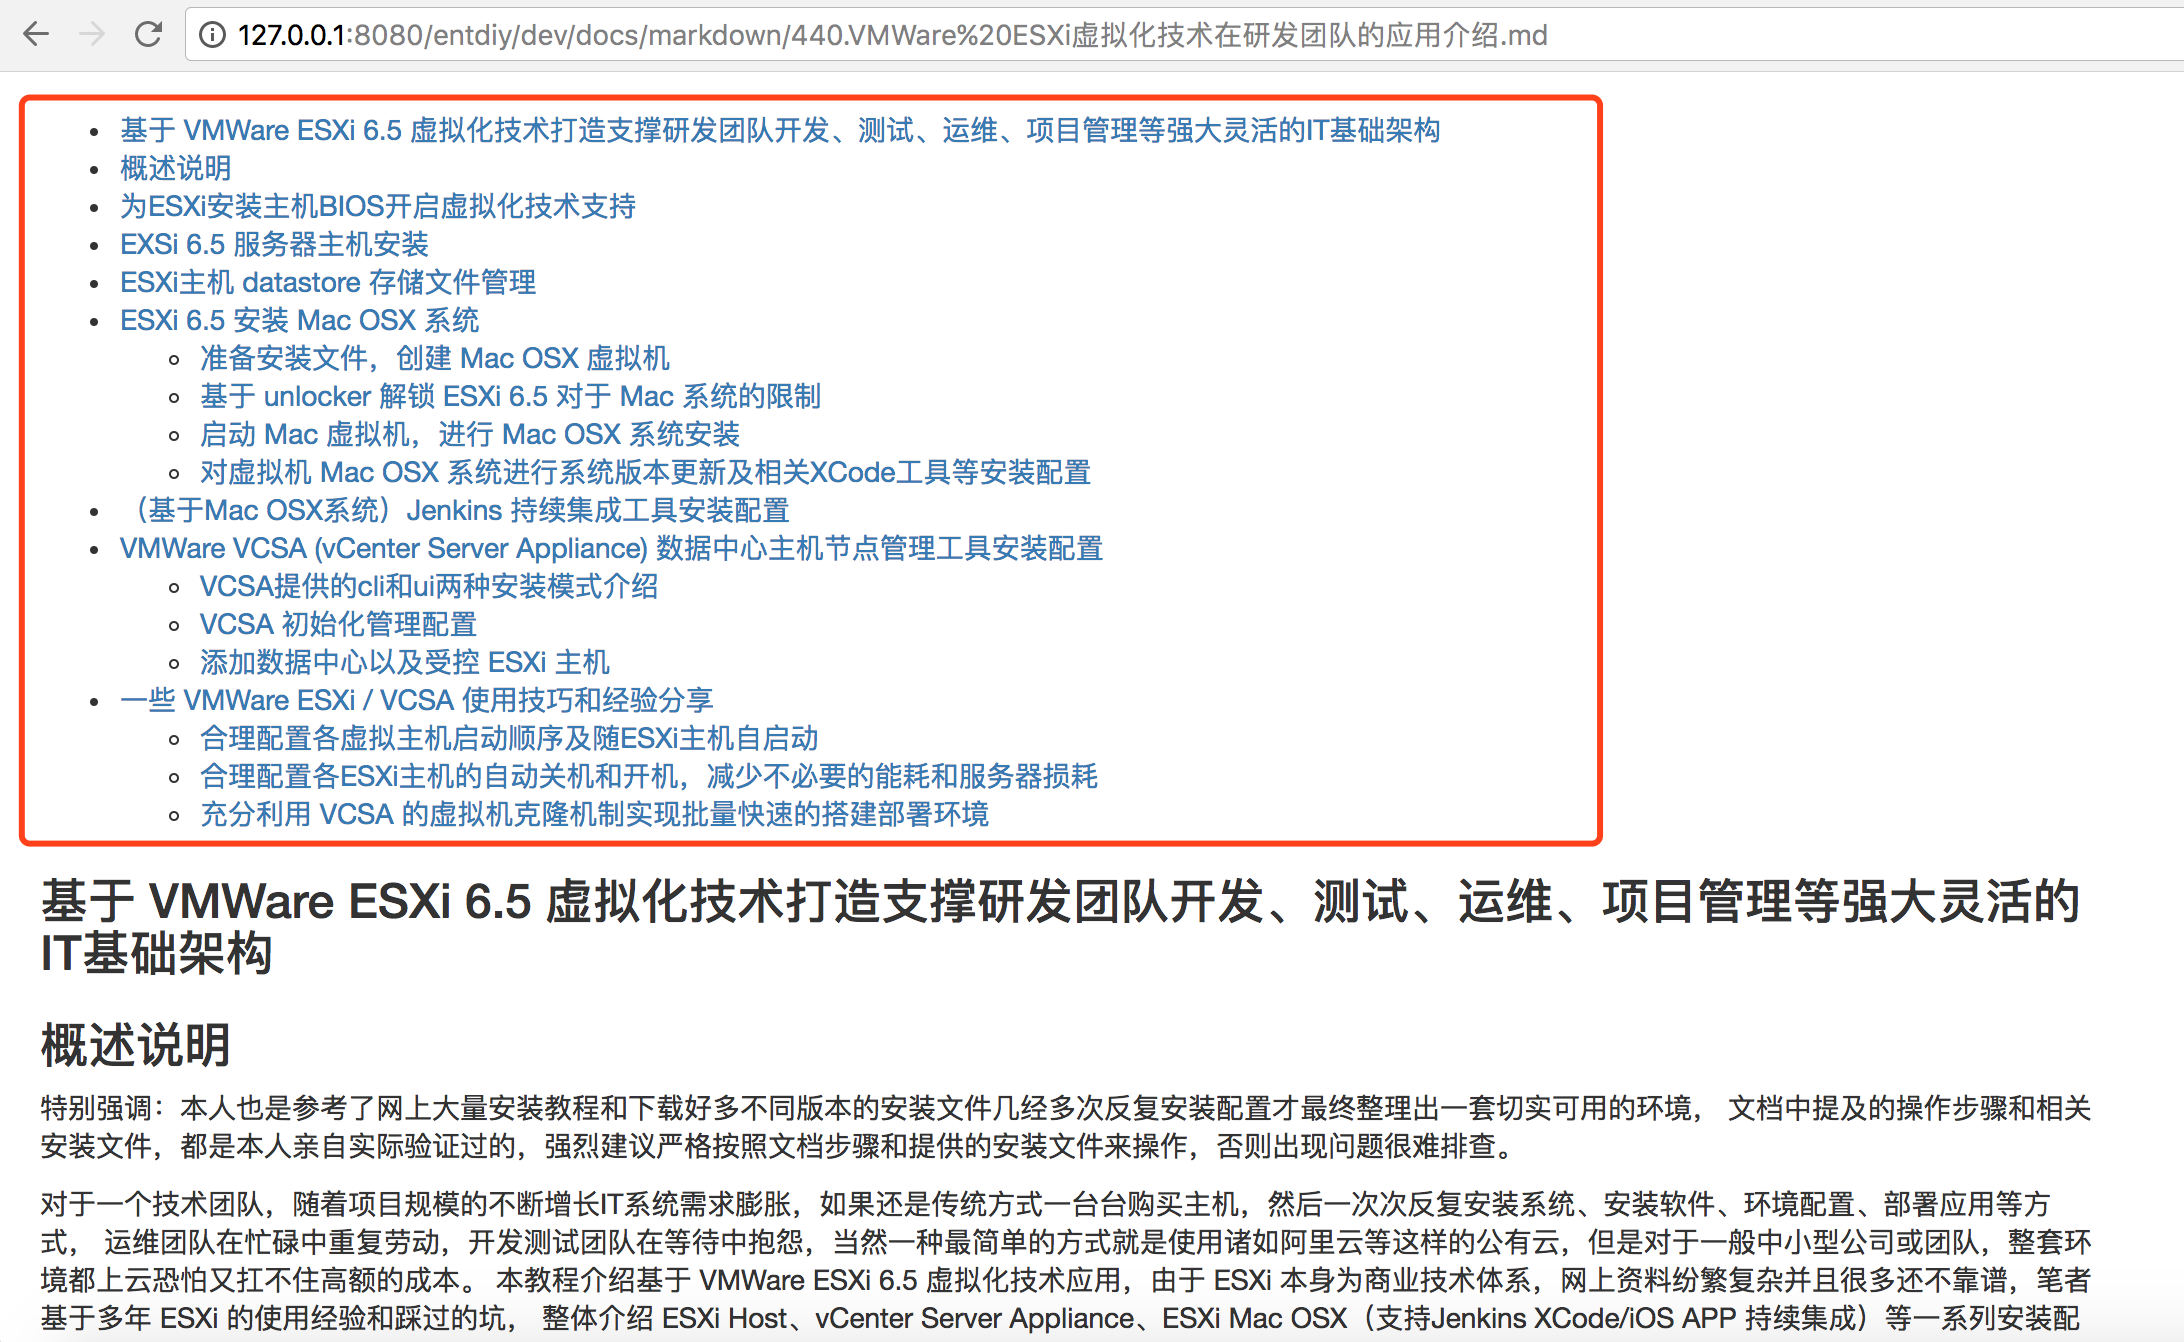 127.0.0.1:8080/entdiy/dev/docs/markdown/440.VMWare%20ESXi虚拟化技术在研发团队的应用介绍.md
基于 VMWare ESXi 6.5 虚拟化技术打造支撑研发团队开发、测试、运维、项目管理等强大灵活的IT基础架构
概述说明
为ESXi安装主机BIOS开启虚拟化技术支持
EXSi 6.5 服务器主机安装
ESXi主机 datastore 存储文件管理
ESXi 6.5 安装 Mac OSX 系统
准备安装文件，创建 Mac OSX 虚拟机
基于 unlocker 解锁 ESXi 6.5 对于 Mac 系统的限制
启动 Mac 虚拟机，进行 Mac OSX 系统安装
对虚拟机 Mac OSX 系统进行系统版本更新及相关XCode工具等安装配置
（基于Mac OSX系统）Jenkins 持续集成工具安装配置
VMWare VCSA (vCenter Server Appliance) 数据中心主机节点管理工具安装配置
VCSA提供的cli和ui两种安装模式介绍
VCSA 初始化管理配置
添加数据中心以及受控 ESXi 主机
一些 VMWare ESXi / VCSA 使用技巧和经验分享
合理配置各虚拟主机启动顺序及随ESXi主机自启动
合理配置各ESXi主机的自动关机和开机，减少不必要的能耗和服务器损耗
充分利用 VCSA 的虚拟机克隆机制实现批量快速的搭建部署环境
基于 VMWare ESXi 6.5 虚拟化技术打造支撑研发团队开发、测试、运维、项目管理等强大灵活的
IT基础架构
概述说明
特别强调：本人也是参考了网上大量安装教程和下载好多不同版本的安装文件几经多次反复安装配置才最终整理出一套切实可用的环境， 文档中提及的操作步骤和相关
安装文件，都是本人亲自实际验证过的，强烈建议严格按照文档步骤和提供的安装文件来操作，否则出现问题很难排查。
对于一个技术团队，随着项目规模的不断增长IT系统需求膨胀，如果还是传统方式一台台购买主机，然后一次次反复安装系统、安装软件、环境配置、部署应用等方
式， 运维团队在忙碌中重复劳动，开发测试团队在等待中抱怨，当然一种最简单的方式就是使用诸如阿里云等这样的公有云，但是对于一般中小型公司或团队，整套环
境都上云恐怕又扛不住高额的成本。 本教程介绍基于 VMWare ESXi 6.5 虚拟化技术应用，由于 ESXi 本身为商业技术体系，网上资料纷繁复杂并且很多还不靠谱，笔者
基于多年 ESXi 的使用经验和踩过的坑， 整体介绍 ESXi Host、vCenter Server Appliance、ESXi Mac OSX（支持Jenkins XCode/iOS APP 持续集成）等一系列安装配